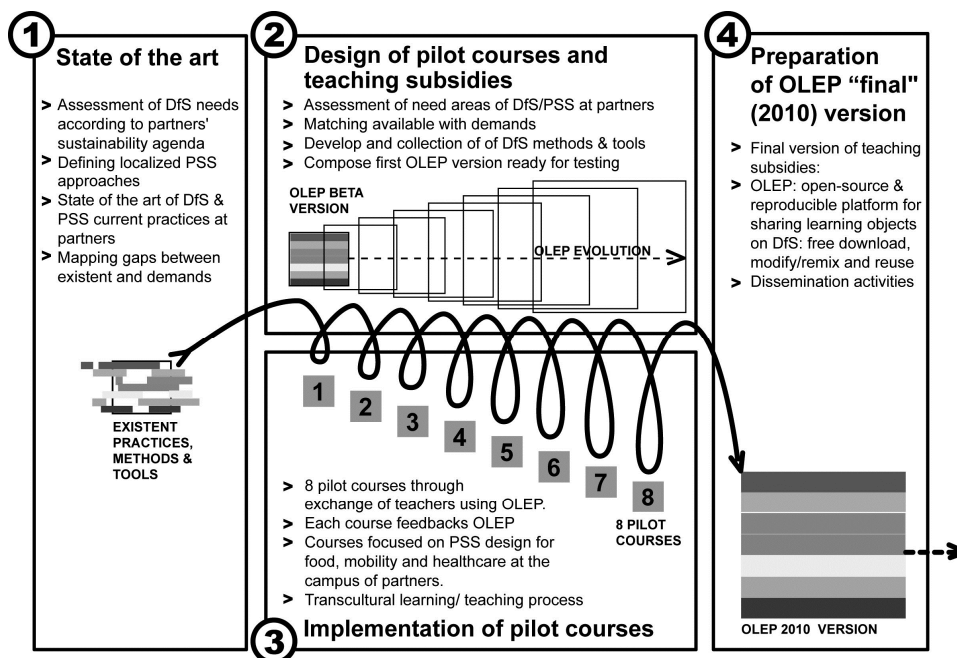 1
State of the art
> Assessment of DfS needs
according to partners'
sustainability agenda
> Defining localized PSS
approaches
> State of the art of DfS &
PSS current practices at
partners
> Mapping gaps between
existent and demands
EXISTENT
PRACTICES,
METHODS &
TOOLS
2
Design of pilot courses and
teaching subsidies
> Assessment of need areas of DfS/PSS at partners
> Matching available with demands
> Develop and collection of of DfS methods & tools
> Compose first OLEP version ready for testing
OLEP BETA
VERSION
OLEP EVOLUTION
1
2
3
4
5
6
7
8
8 PILOT
COURSES
> 8 pilot courses through
exchange of teachers using OLEP.
> Each course feedbacks OLEP
> Courses focused on PSS design for
food, mobility and healthcare at the
campus of partners.
> Transcultural learning/ teaching process
3
Implementation of pilot courses
4
Preparation
of OLEP “final"
(2010) version
> Final version of teaching
subsidies:
> OLEP: open-source &
reproducible platform for
sharing learning objects
on DfS: free download,
modify/remix and reuse
> Dissemination activities
OLEP 2010 VERSION